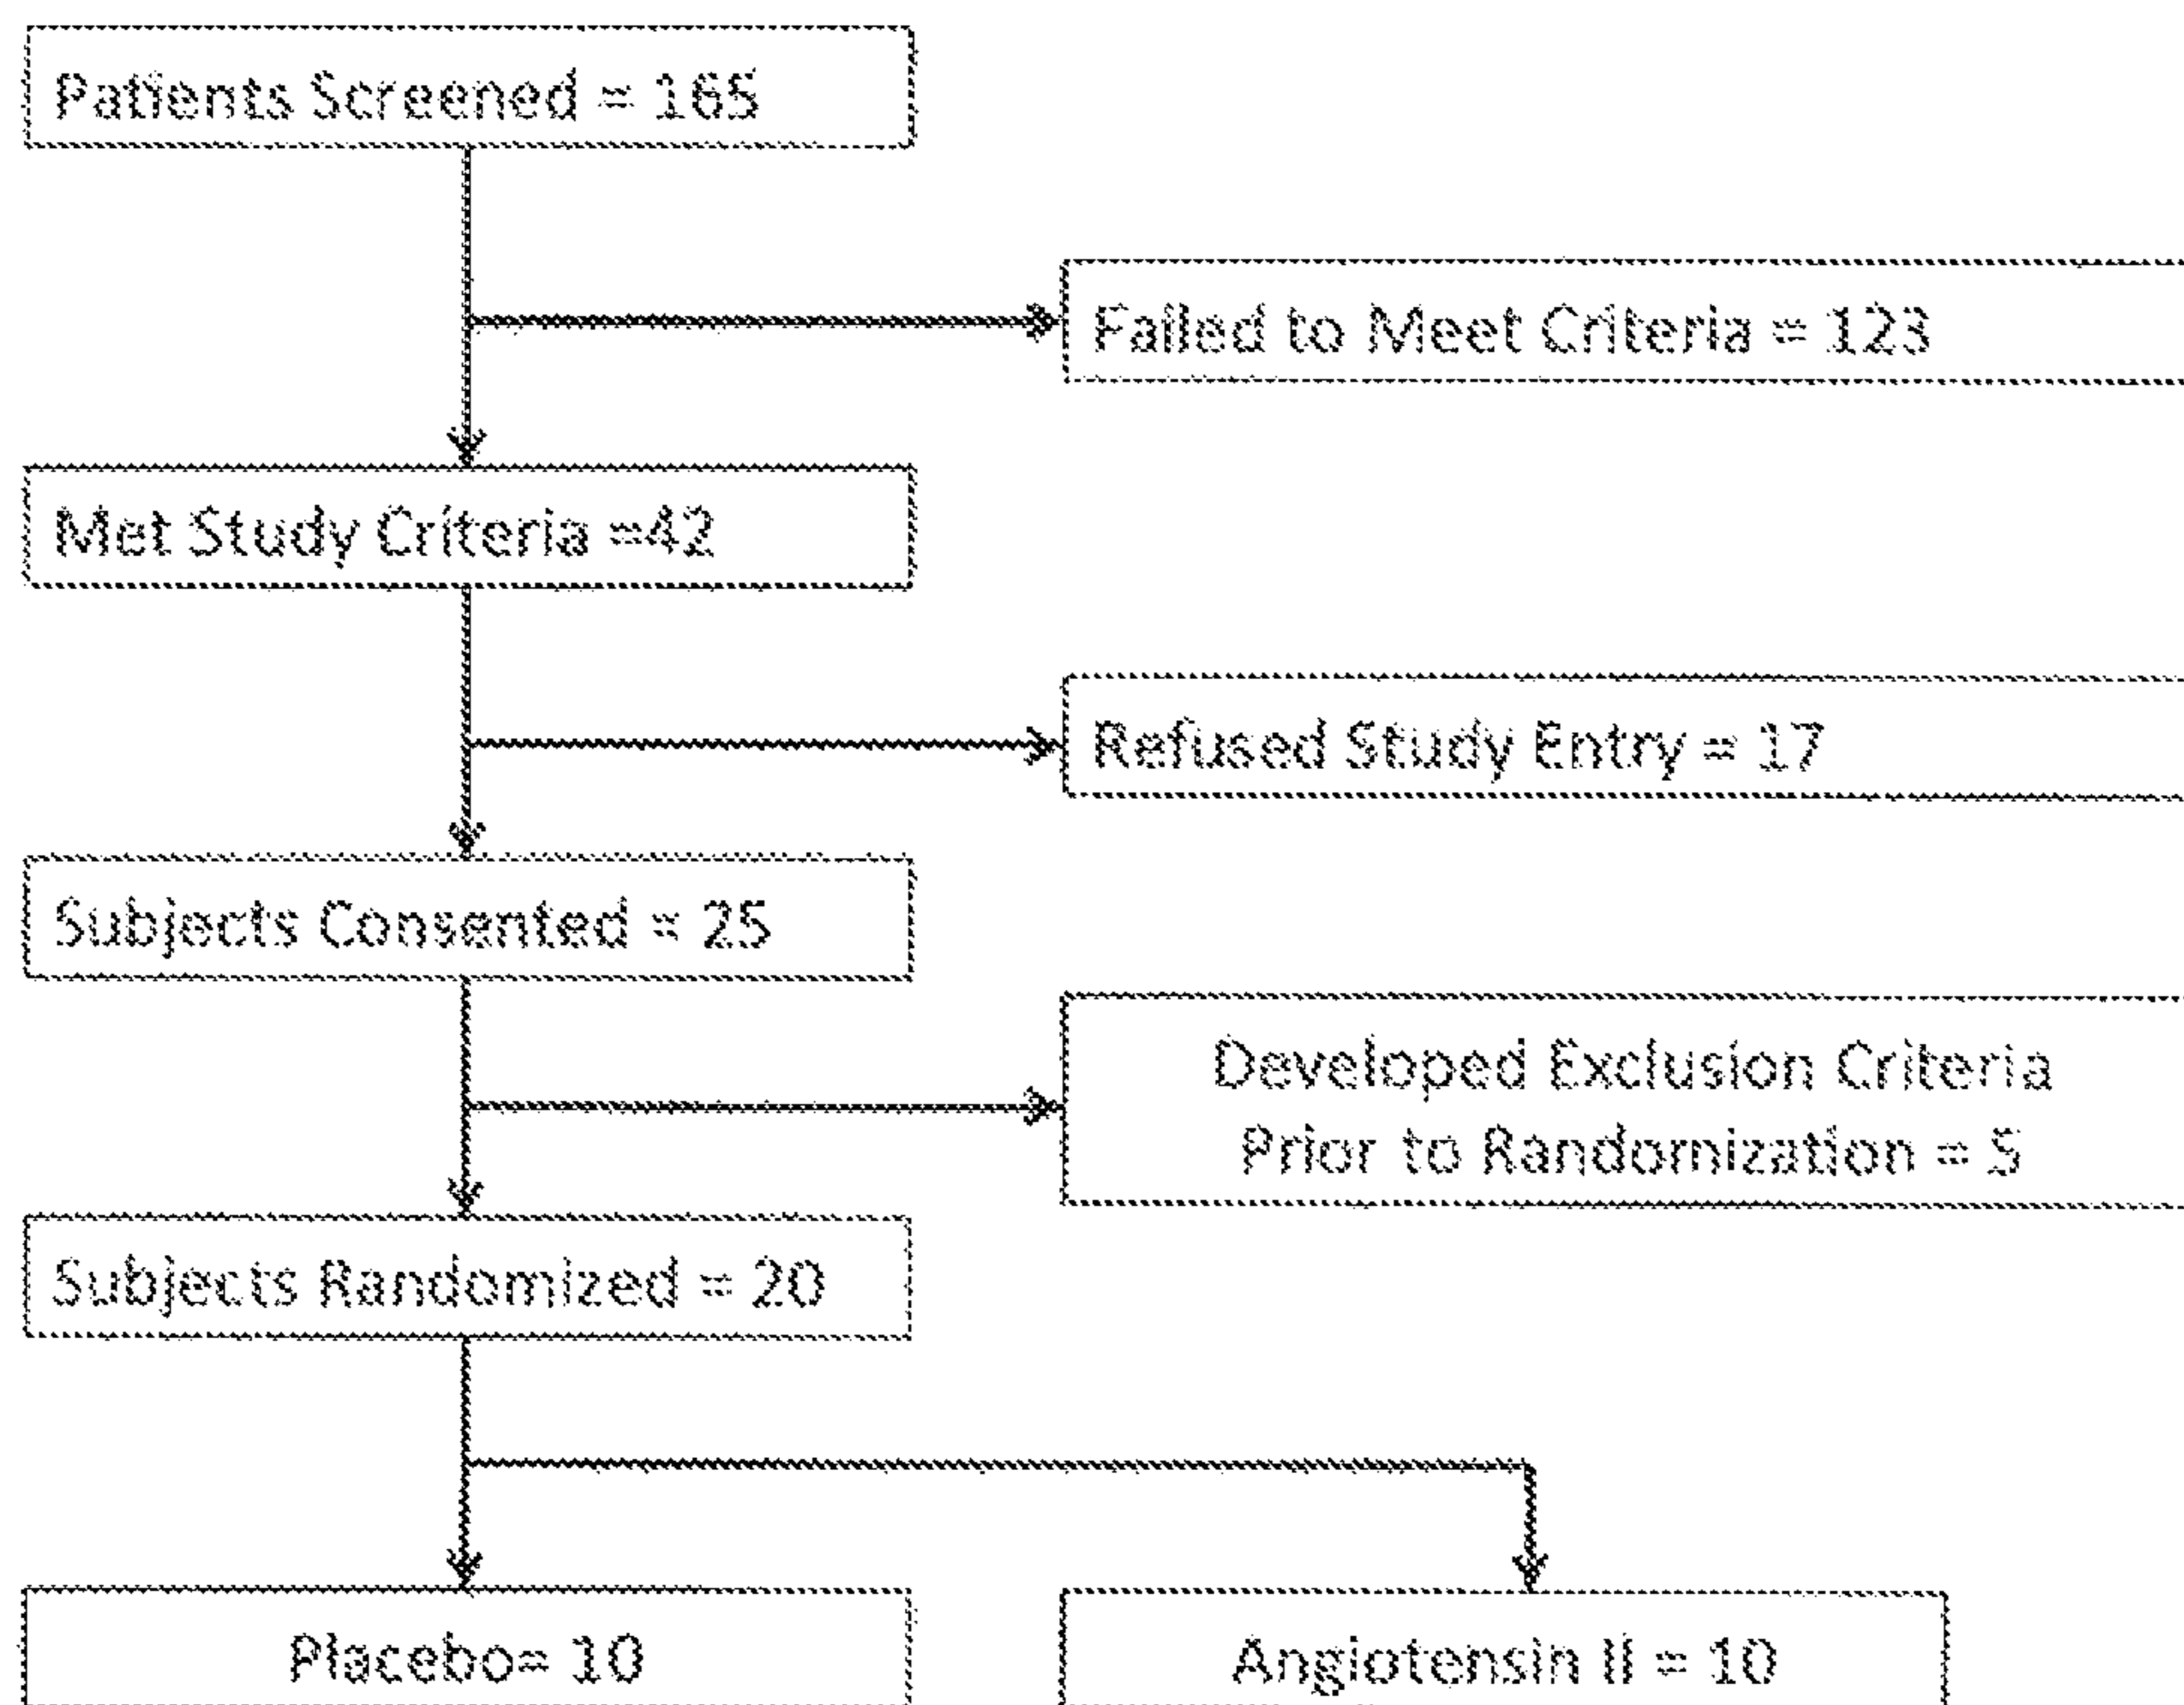 Patients Screened = 165
Failed to Meet Criteria = 123
Met Study Criteria =42
Refused Study Entry = 17
Subjects Consented = 25
Developed Exclusion Criteria
Prior to Randomization = 5
Subjects Randomized = 20
Placebo= 10
Angiotensin II = 10